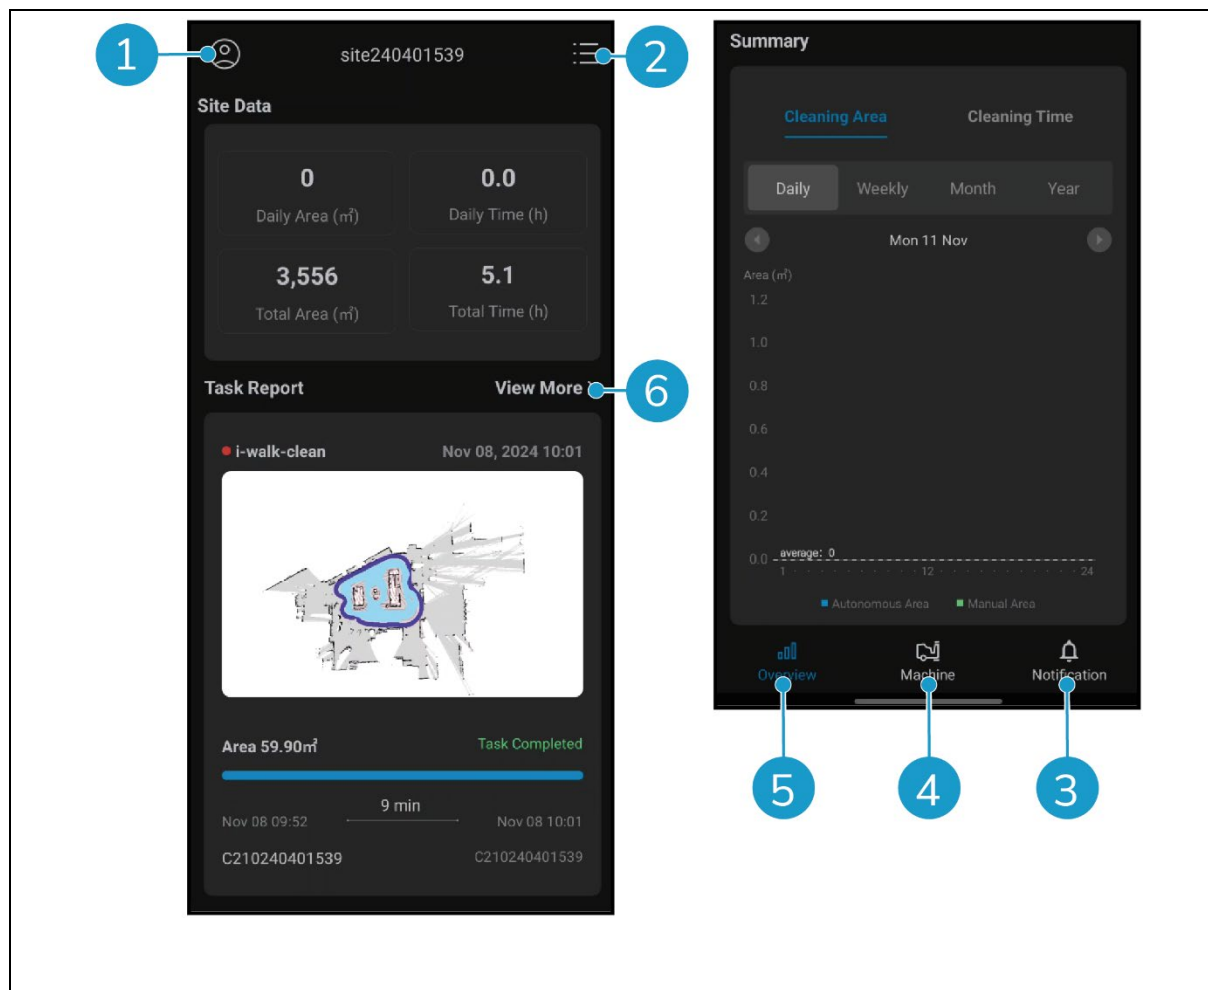 1
site240401539
2
Site Data
0
0.0
Daily Area (㎡)
Daily Time (h)
3,556
5.1
Total Area (㎡)
Total Time (h)
Task Report
View More
6
i-walk-clean
Nov 08, 2024 10:01
Area 59.90㎡
Task Completed
9 min
Nov 08 09:52
Nov 08 10:01
C210240401539
C210240401539
Summary
Cleaning Area
Cleaning Time
Daily
Weekly
Month
Year
Mon 11 Nov
Area (㎡)
1.2
1.0
0.8
0.6
0.4
0.2
0.0
average: 0
1
12
24
Autonomous Area
Manual Area
Overview
Machine
Notification
5
4
3